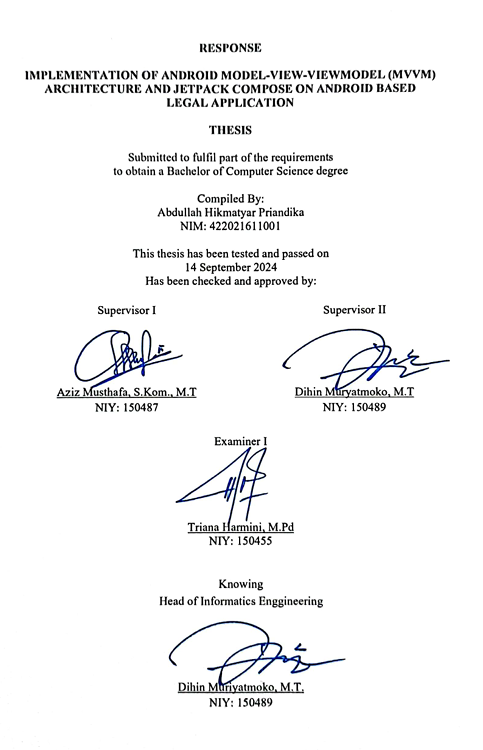 RESPONSE
IMPLEMENTATION OF ANDROID MODEL-VIEW-VIEWMODEL (MVVM)
ARCHITECTURE AND JETPACK COMPOSE ON ANDROID BASED
LEGAL APPLICATION
THESIS
Submitted to fulfil part of the requirements
to obtain a Bachelor of Computer Science degree
Compiled By:
Abdullah Hikmatyar Priandika
NIM: 422021611001
This thesis has been tested and passed on
14 September 2024
Has been checked and approved by:
Supervisor I
Supervisor II
Aziz Musthafa, S.Kom., M.T
Dihin Muryatmoko, M.T
NIY: 150487
NIY: 150489
Examiner I
Triana Harmini, M.Pd
NIY: 150455
Knowing
Head of Informatics Enggineering
Dihin Muriyatmoko, M.T.
NIY: 150489